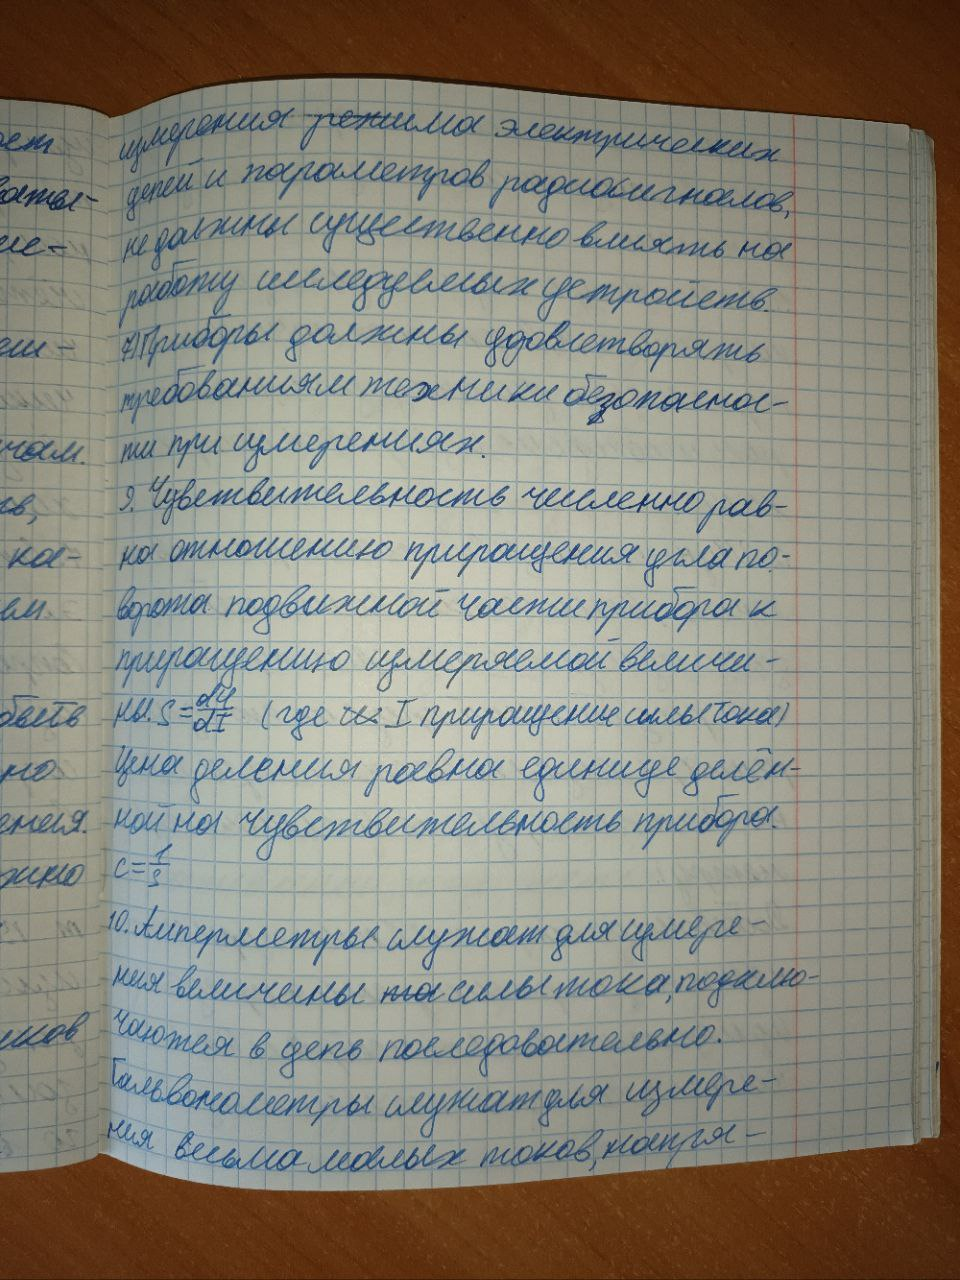 измерения режима электрических
цепей и параметров радиосигналов,
не должны существенно влиять на
работу исследуемых устройств.
7) Приборы должны удовлетворять
требованиям техники безопаснос-
ти при измерениях.
9. Чувствительность численно рав-
на отношению приращения угла по-
ворота подвижной части прибора к
приращению измеряемой величи-
ны. S = dU/dI (где I приращение силы тока)
Цена деления равна единице делён-
ной на чувствительность прибора.
C = 1/S
10. Амперметры служат для измере-
ния величины силы тока, подклю-
чаются в цепь последовательно.
Гальванометры служат для измере-
ния весьма малых токов, напря-